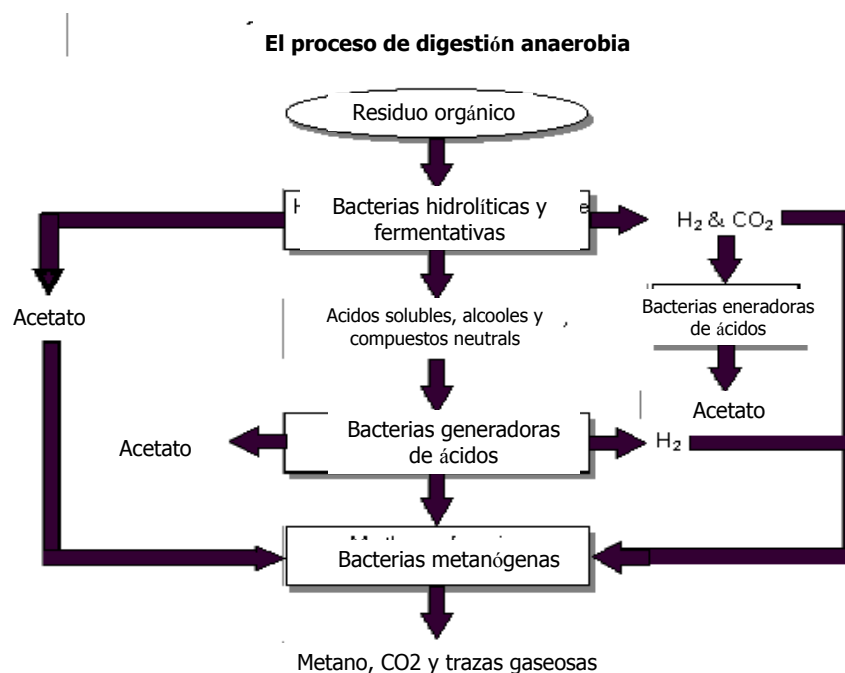 El proceso de digestión anaerobia
Residuo orgánico
Bacterias hidrolíticas y
fermentativas
H₂ & CO₂
Acetato
Acidos solubles, alcooles y
compuestos neutrals
Bacterias eneradoras
de ácidos
Acetato
Acetato
Bacterias generadoras
de ácidos
H₂
Bacterias metanógenas
Metano, CO2 y trazas gaseosas